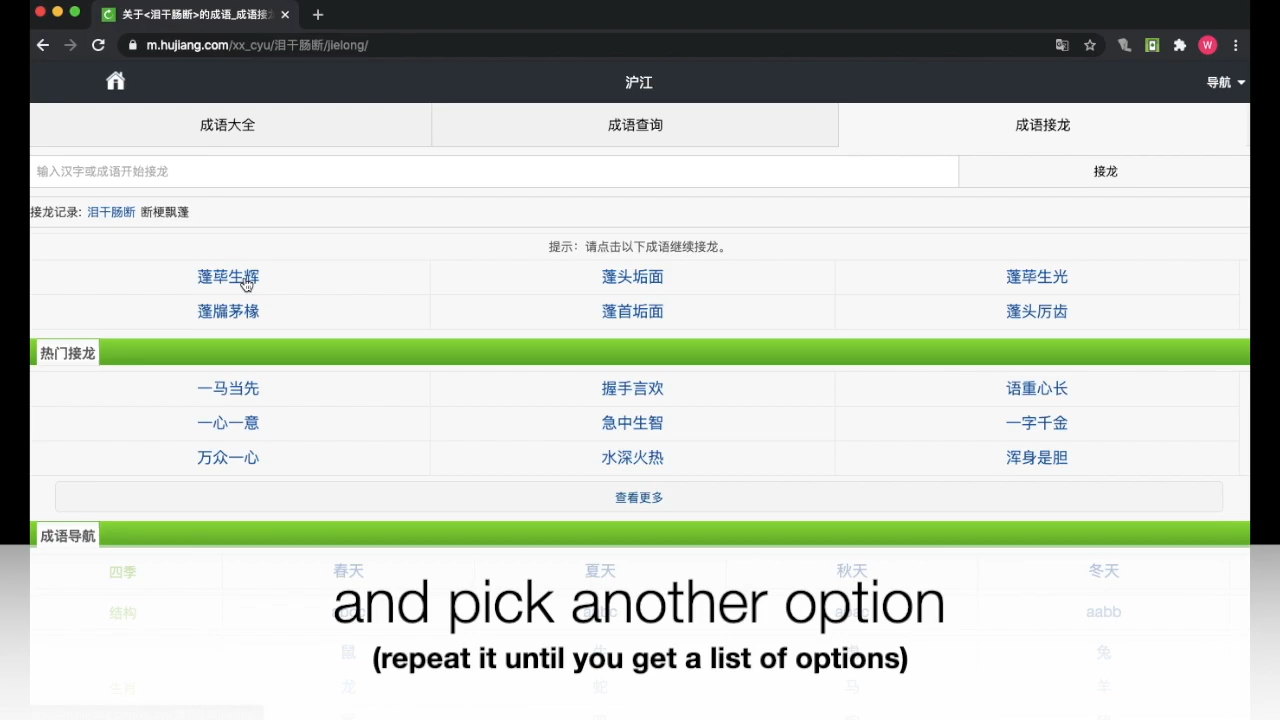 关于<泪干肠断>的成语_成语接
m.hujiang.com/xx_cyu/泪干肠断/jielong/
W
沪江
导航
成语大全 成语查询 成语接龙
输入汉字或成语开始接龙 接龙
接龙记录: 泪干肠断 断梗飘蓬
提示：请点击以下成语继续接龙。
蓬荜生辉 蓬头垢面 蓬荜生光
蓬牖茅椽 蓬首垢面 蓬头厉齿
热门接龙
一马当先 握手言欢 语重心长
一心一意 急中生智 一字千金
万众一心 水深火热 浑身是胆
查看更多
成语导航
四季 春天 夏天 秋天 冬天
结构 aabb
and pick another option
(repeat it until you get a list of options)
鼠 兔
生肖 龙 蛇 马 羊